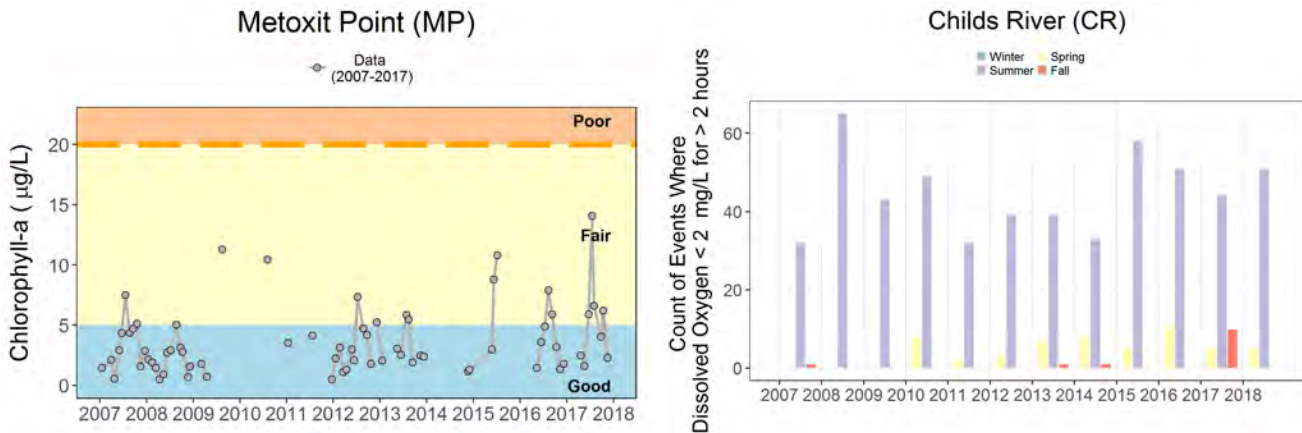 Metoxit Point (MP)
Data
(2007-2017)
Chlorophyll-a ( μg/L)
20
15
10
5
0
Poor
Fair
Good
2007 2008 2009 2010 2011 2012 2013 2014 2015 2016 2017 2018
Childs River (CR)
Winter Spring
Summer Fall
Count of Events Where
Dissolved Oxygen < 2 mg/L for > 2 hours
60
40
20
0
2007 2008 2009 2010 2011 2012 2013 2014 2015 2016 2017 2018